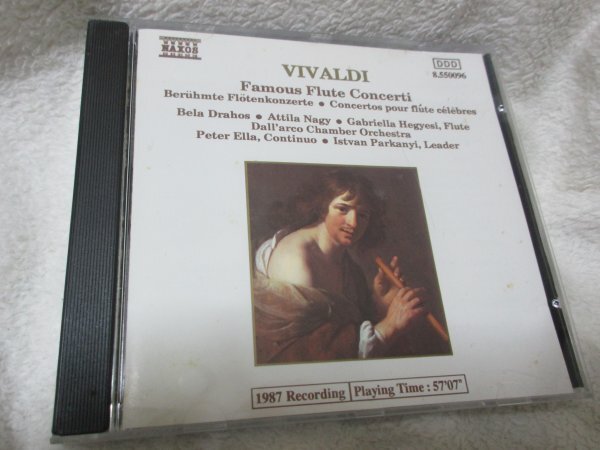 NAXOS
DDD
8.550096
VIVALDI
Famous Flute Concerti
Berühmte Flötenkonzerte • Concertos pour flûte célèbres
Bela Drahos • Attila Nagy • Gabriella Hegyesi, Flute
Dall'arco Chamber Orchestra
Peter Ella, Continuo • Istvan Parkanyi, Leader
1987 Recording Playing Time : 57'07"